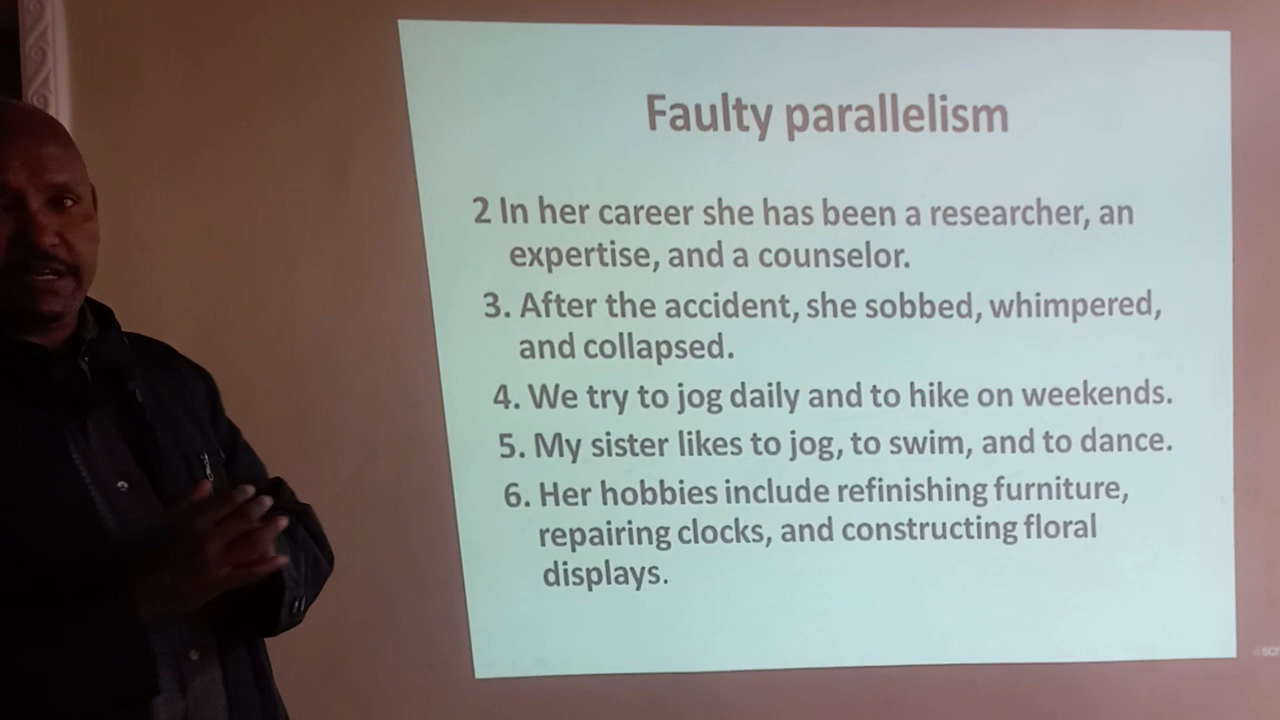 Faulty parallelism
2 In her career she has been a researcher, an
expertise, and a counselor.
3. After the accident, she sobbed, whimpered,
and collapsed.
4. We try to jog daily and to hike on weekends.
5. My sister likes to jog, to swim, and to dance.
6. Her hobbies include refinishing furniture,
repairing clocks, and constructing floral
displays.